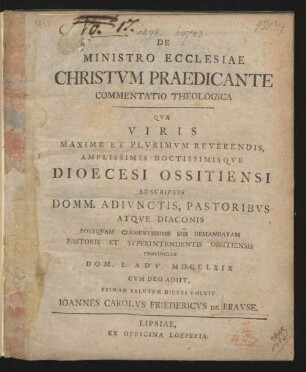 No. 17.
DE
MINISTRO ECCLESIAE
CHRISTVM PRAEDICANTE
COMMENTATIO THEOLOGICA
QVA
VIRIS
MAXIME ET PLVRIMVM REVERENDIS,
AMPLISSIMIS DOCTISSIMISQVE
DIOECESI OSSITIENSI
ADSCRIPTIS
DOMM. ADIVNCTIS, PASTORIBVS
ATQVE DIACONIS
POSTQVAM CLEMENTISSIME SIBI DEMANDATAM
PASTORIS ET SVPERINTENDENTIS OSSITIENSIS
PROVINCIAM
DOM. I. ADV. MDCCLXIX
CVM DEO ADIIT,
PRIMAM SALVTEM DICERE VOLVIT
IOANNES CAROLVS FRIEDERICVS DE BRAVSE.
LIPSIAE,
EX OFFICINA LOEPERIA.